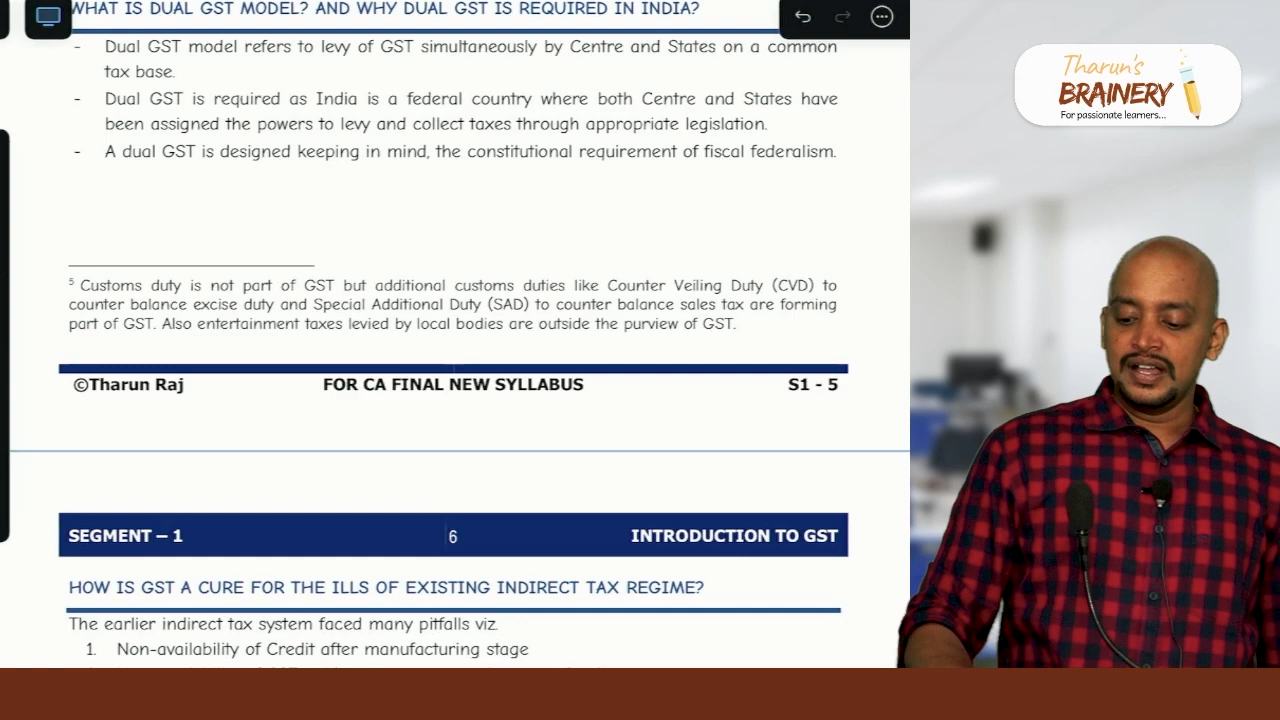 WHAT IS DUAL GST MODEL? AND WHY DUAL GST IS REQUIRED IN INDIA?
- Dual GST model refers to levy of GST simultaneously by Centre and States on a common
tax base.
- Dual GST is required as India is a federal country where both Centre and States have
been assigned the powers to levy and collect taxes through appropriate legislation.
- A dual GST is designed keeping in mind, the constitutional requirement of fiscal federalism.
5 Customs duty is not part of GST but additional customs duties like Counter Veiling Duty (CVD) to
counter balance excise duty and Special Additional Duty (SAD) to counter balance sales tax are forming
part of GST. Also entertainment taxes levied by local bodies are outside the purview of GST.
©Tharun Raj FOR CA FINAL NEW SYLLABUS S1 - 5
SEGMENT – 1 6 INTRODUCTION TO GST
HOW IS GST A CURE FOR THE ILLS OF EXISTING INDIRECT TAX REGIME?
The earlier indirect tax system faced many pitfalls viz.
1. Non-availability of Credit after manufacturing stage
Tharun's
BRAINERY
For passionate learners...